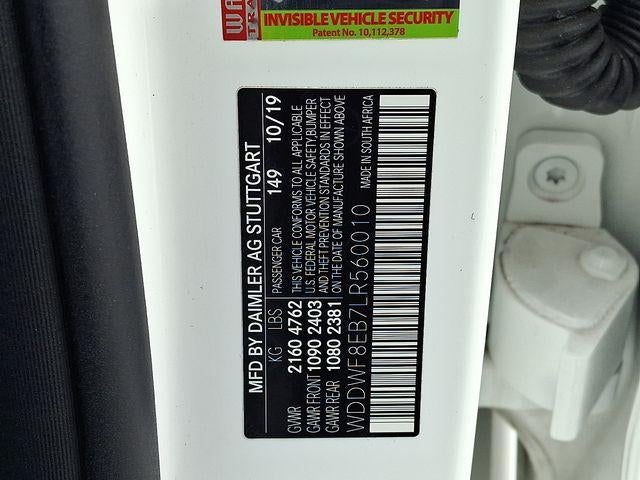 WA
TRA
INVISIBLE VEHICLE SECURITY
Patent No. 10,112,378
MFD BY DAIMLER AG STUTTGART
KG LBS PASSENGER CAR 149 10/19
GVWR 2160 4762
GAWR FRONT 1090 2403
GAWR REAR 1080 2381
THIS VEHICLE CONFORMS TO ALL APPLICABLE
U.S. FEDERAL MOTOR VEHICLE SAFETY, BUMPER
AND THEFT PREVENTION STANDARDS IN EFFECT
ON THE DATE OF MANUFACTURE SHOWN ABOVE
WDDWF8EB7LR560010 MADE IN SOUTH AFRICA